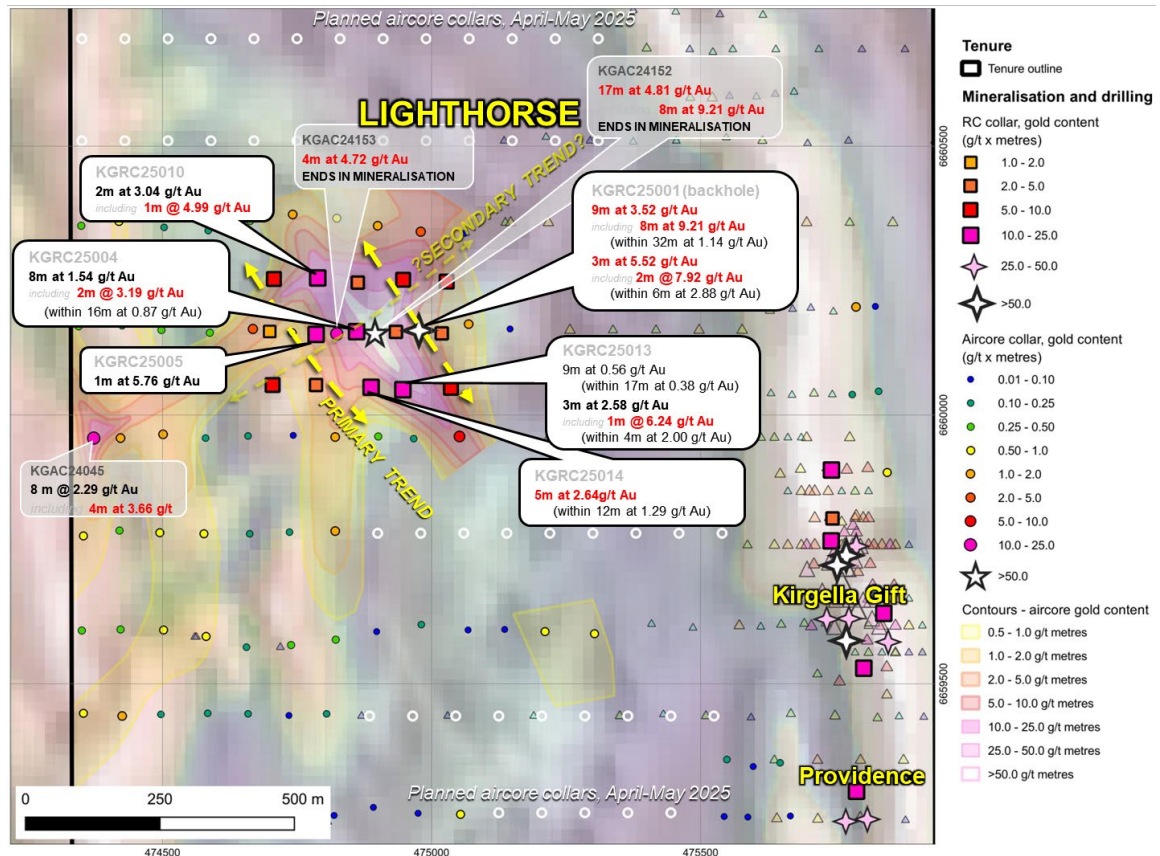 Planned aircore collars, April-May 2025
LIGHTHORSE
KGAC24152
17m at 4.81 g/t Au
8m at 9.21 g/t Au
ENDS IN MINERALISATION
KGAC24153
4m at 4.72 g/t Au
ENDS IN MINERALISATION
KGRC25010
2m at 3.04 g/t Au
including 1m @ 4.99 g/t Au
?SECONDARY TREND?
KGRC25001 (backhole)
9m at 3.52 g/t Au
including 8m at 9.21 g/t Au
(within 32m at 1.14 g/t Au)
3m at 5.52 g/t Au
including 2m @ 7.92 g/t Au
(within 6m at 2.88 g/t Au)
KGRC25004
8m at 1.54 g/t Au
including 2m @ 3.19 g/t Au
(within 16m at 0.87 g/t Au)
KGRC25005
1m at 5.76 g/t Au
KGRC25013
9m at 0.56 g/t Au
(within 17m at 0.38 g/t Au)
3m at 2.58 g/t Au
including 1m @ 6.24 g/t Au
(within 4m at 2.00 g/t Au)
PRIMARY TREND
KGAC24045
8 m @ 2.29 g/t Au
including 4m at 3.66 g/t
KGRC25014
5m at 2.64g/t Au
(within 12m at 1.29 g/t Au)
Kirgella Gift
Providence
Planned aircore collars, April-May 2025
0 250 500 m
474500 475000 475500
6660500
6660000
6659500
Tenure
Tenure outline
Mineralisation and drilling
RC collar, gold content
(g/t x metres)
1.0 - 2.0
2.0 - 5.0
5.0 - 10.0
10.0 - 25.0
25.0 - 50.0
>50.0
Aircore collar, gold content
(g/t x metres)
0.01 - 0.10
0.10 - 0.25
0.25 - 0.50
0.50 - 1.0
1.0 - 2.0
2.0 - 5.0
5.0 - 10.0
10.0 - 25.0
>50.0
Contours - aircore gold content
0.5 - 1.0 g/t metres
1.0 - 2.0 g/t metres
2.0 - 5.0 g/t metres
5.0 - 10.0 g/t metres
10.0 - 25.0 g/t metres
25.0 - 50.0 g/t metres
>50.0 g/t metres